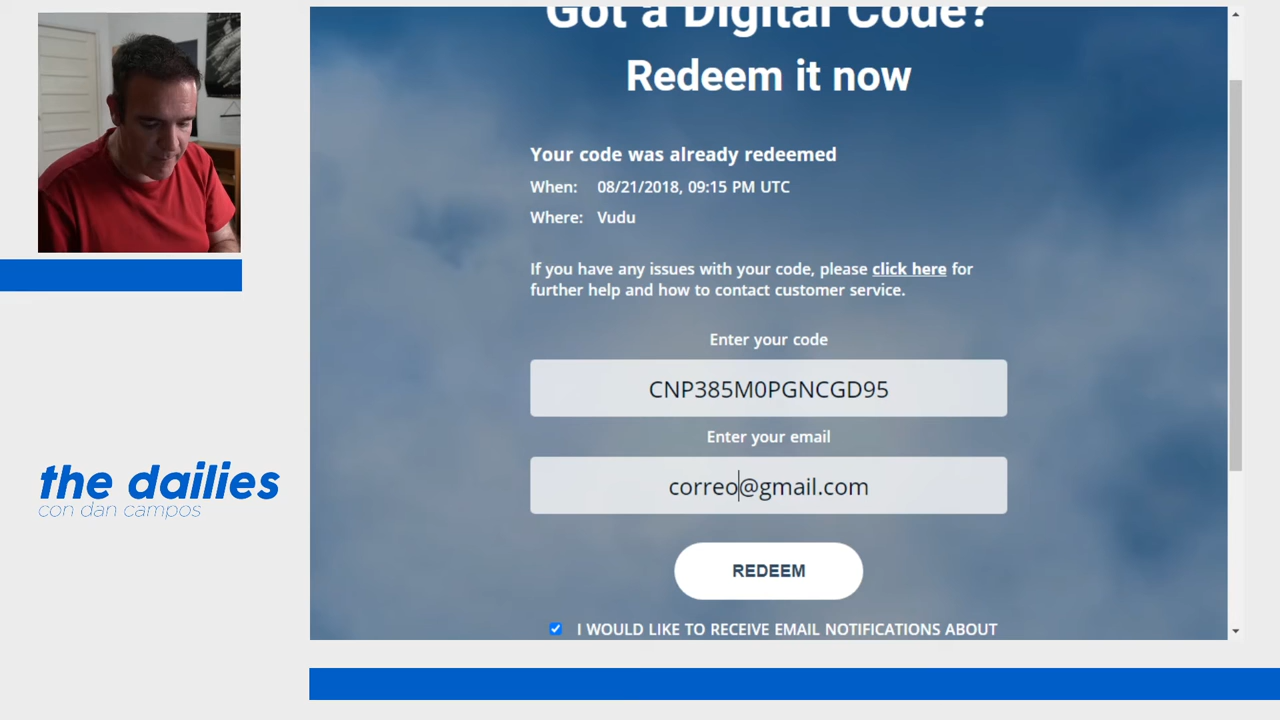 Got a Digital Code?
Redeem it now
Your code was already redeemed
When: 08/21/2018, 09:15 PM UTC
Where: Vudu
If you have any issues with your code, please click here for
further help and how to contact customer service.
Enter your code
CNP385M0PGNCGD95
Enter your email
correo@gmail.com
REDEEM
I WOULD LIKE TO RECEIVE EMAIL NOTIFICATIONS ABOUT
the dailies
con dan campos